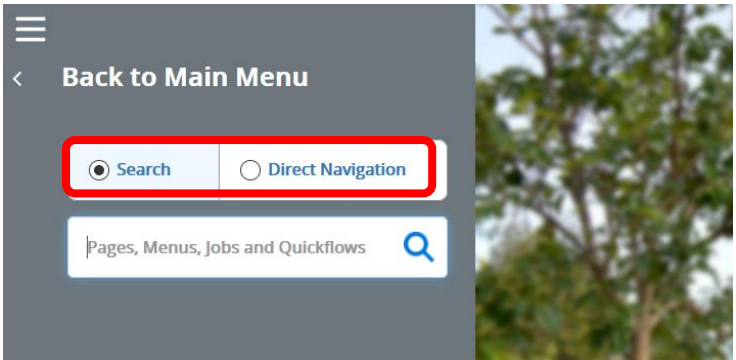 Back to Main Menu
Search Direct Navigation
Pages, Menus, Jobs and Quickflows